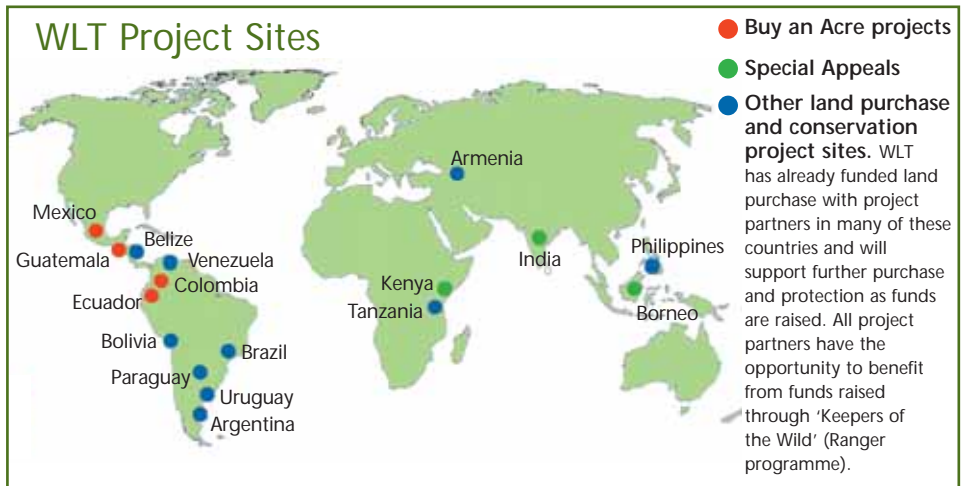 WLT Project Sites
Buy an Acre projects
Special Appeals
Other land purchase
and conservation
project sites. WLT
has already funded land
purchase with project
partners in many of these
countries and will
support further purchase
and protection as funds
are raised. All project
partners have the
opportunity to benefit
from funds raised
through ‘Keepers of
the Wild’ (Ranger
programme).
Armenia
Mexico
Belize
Guatemala
Venezuela
Colombia
Ecuador
Bolivia
Brazil
Paraguay
Uruguay
Argentina
Kenya
Tanzania
India
Philippines
Borneo